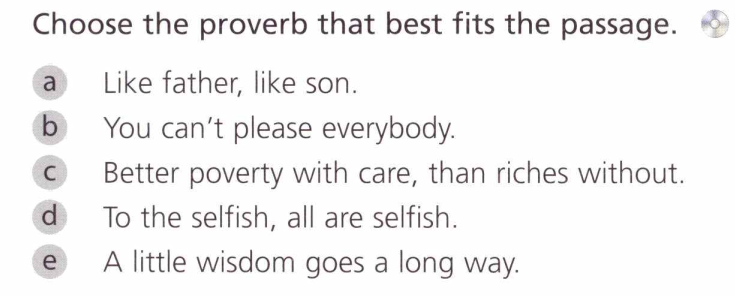 Choose the proverb that best fits the passage.
a Like father, like son.
b You can't please everybody.
c Better poverty with care, than riches without.
d To the selfish, all are selfish.
e A little wisdom goes a long way.